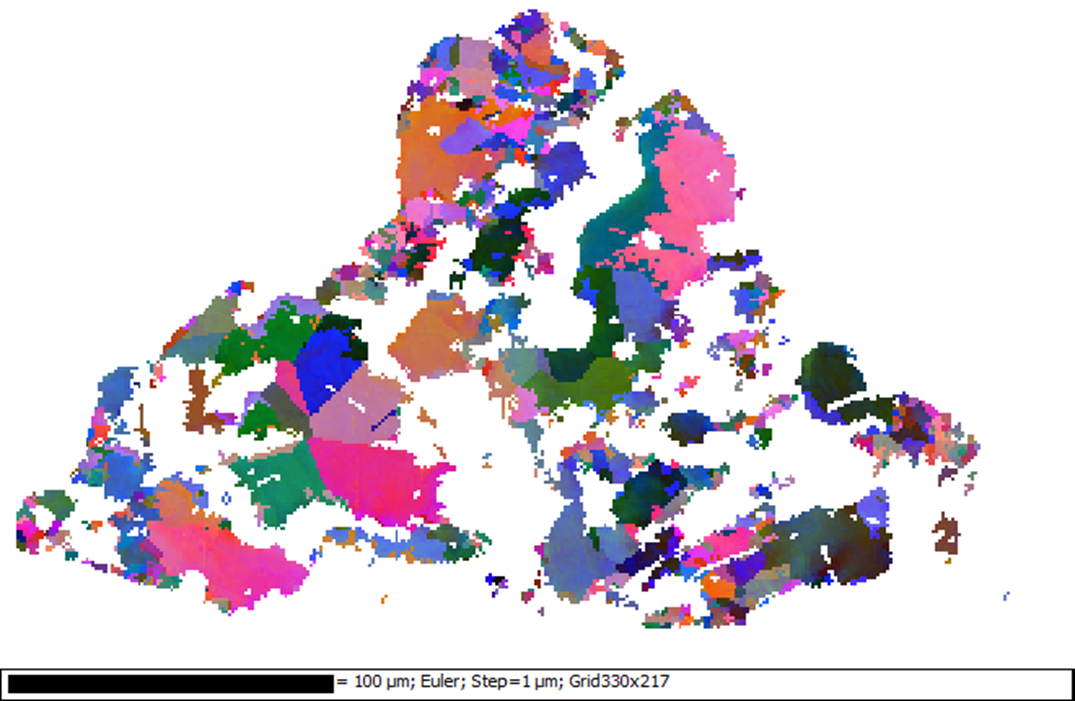 = 100 µm; Euler; Step=1 µm; Grid330x217